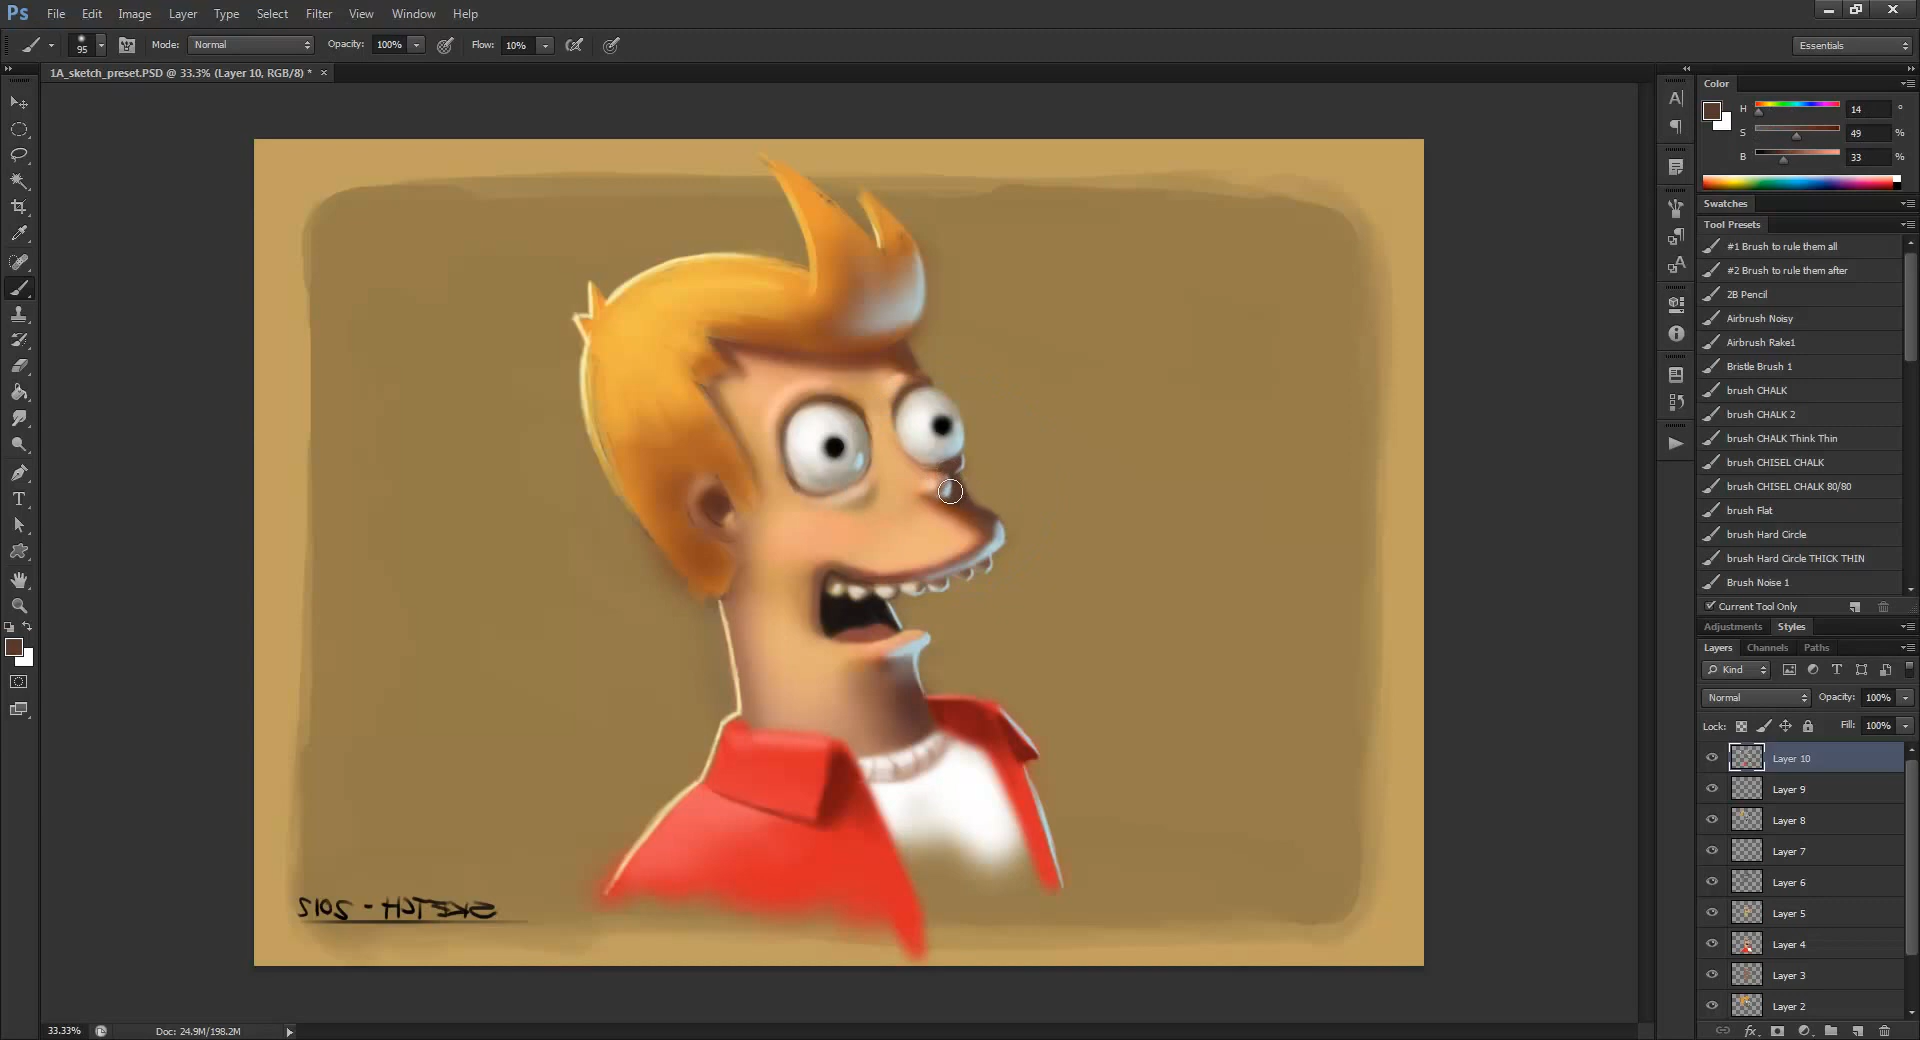 Ps File Edit Image Layer Type Select Filter View Window Help
95 Mode: Normal Opacity: 100% Flow: 10% Essentials
1A_sketch_preset.PSD @ 33.3% (Layer 10, RGB/8) * ×
Color
H 14 °
S 49 %
B 33 %
Swatches
Tool Presets
#1 Brush to rule them all
#2 Brush to rule them after
2B Pencil
Airbrush Noisy
Airbrush Rake1
Bristle Brush 1
brush CHALK
brush CHALK 2
brush CHALK Think Thin
brush CHISEL CHALK
brush CHISEL CHALK 80/80
brush Flat
brush Hard Circle
brush Hard Circle THICK THIN
Brush Noise 1
Current Tool Only
Adjustments Styles
Layers Channels Paths
Kind
Normal Opacity: 100%
Lock: Fill: 100%
Layer 10
Layer 9
Layer 8
Layer 7
Layer 6
Layer 5
Layer 4
Layer 3
Layer 2
SKETCH - 2012
33.33% Doc: 24.9M/198.2M